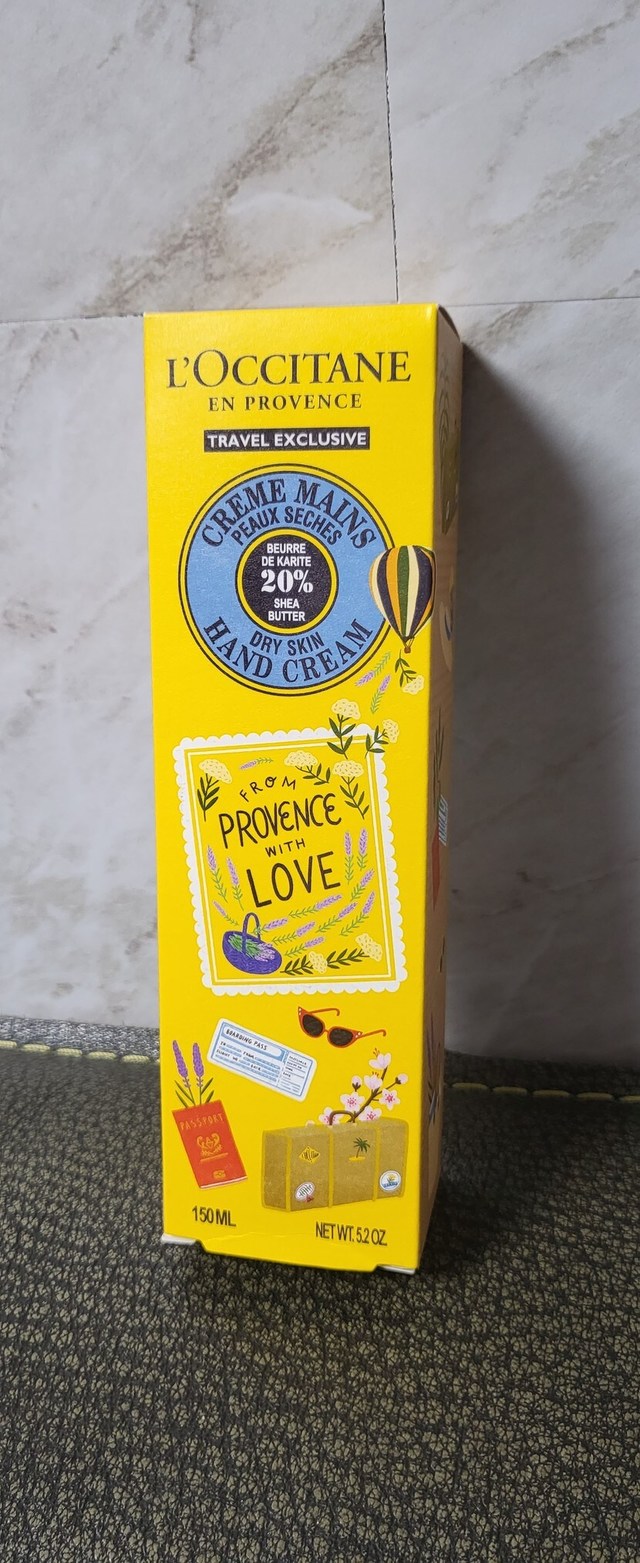 L'OCCITANE
EN PROVENCE
TRAVEL EXCLUSIVE
CREME MAINS
PEAUX SECHES
BEURRE
DE KARITE
20%
SHEA
BUTTER
DRY SKIN
HAND CREAM
FROM
PROVENCE
WITH
LOVE
BOARDING PASS
PASSPORT
150 ML
NET WT. 5.2 OZ.